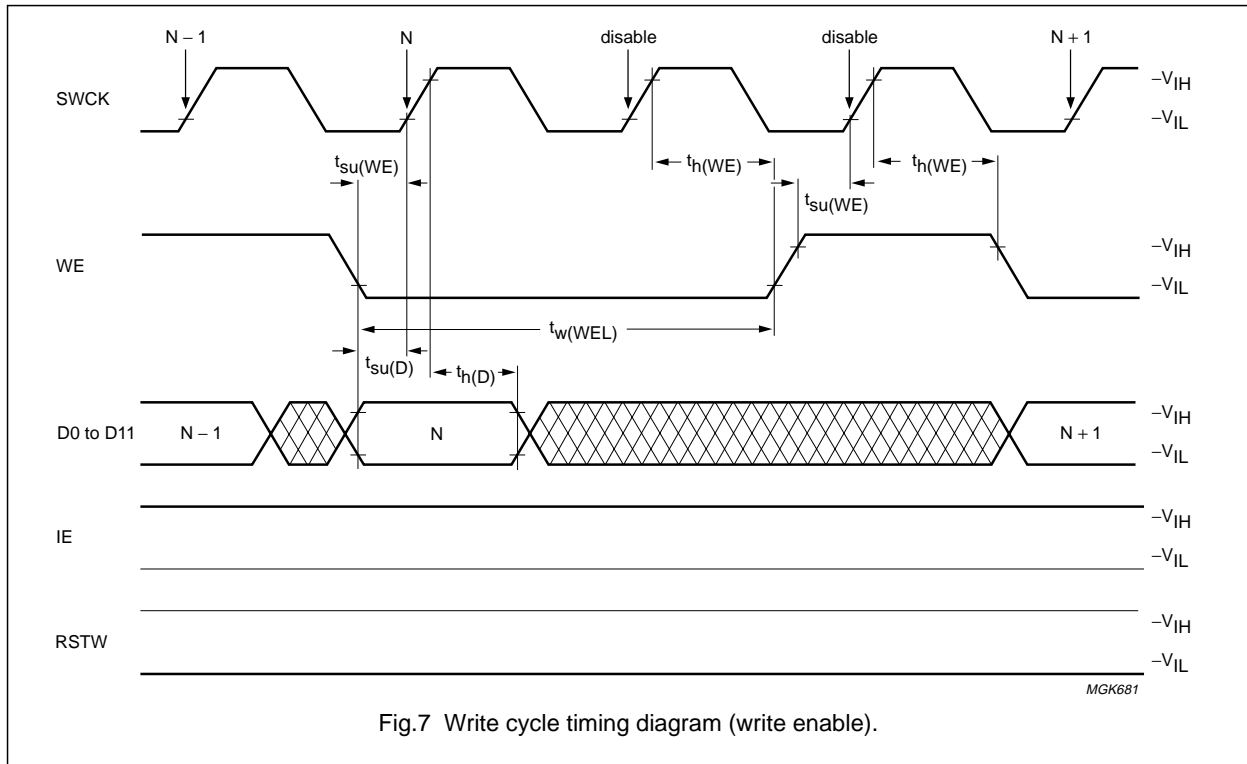 N – 1 N disable disable N + 1
SWCK
–VIH
–VIL
tsu(WE) th(WE) th(WE)
tsu(WE)
WE
–VIH
–VIL
tw(WEL)
tsu(D) th(D)
D0 to D11 N – 1 N N + 1
–VIH
–VIL
IE
–VIH
–VIL
RSTW
–VIH
–VIL
MGK681
Fig.7 Write cycle timing diagram (write enable).